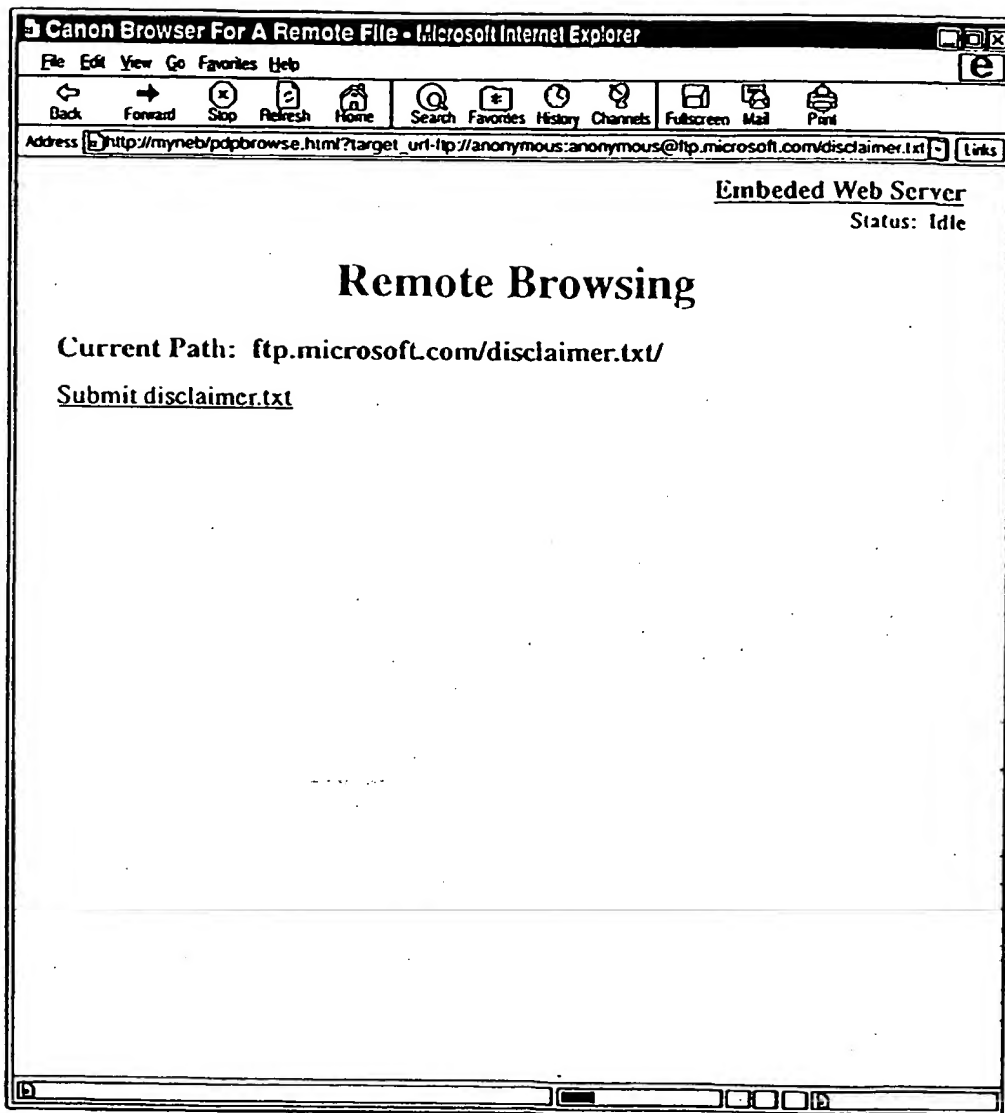 Canon Browser For A Remote File - Microsoft Internet Explorer
File Edit View Go Favorites Help
Back Forward Stop Refresh Home Search Favorites History Channels Fullscreen Mail Print
Address http://myneb/pdpbrowse.html?target_url-ftp://anonymous:anonymous@ftp.microsoft.com/disclaimer.txt Links
Embeded Web Server
Status: Idle
Remote Browsing
Current Path: ftp.microsoft.com/disclaimer.txt/
Submit disclaimer.txt